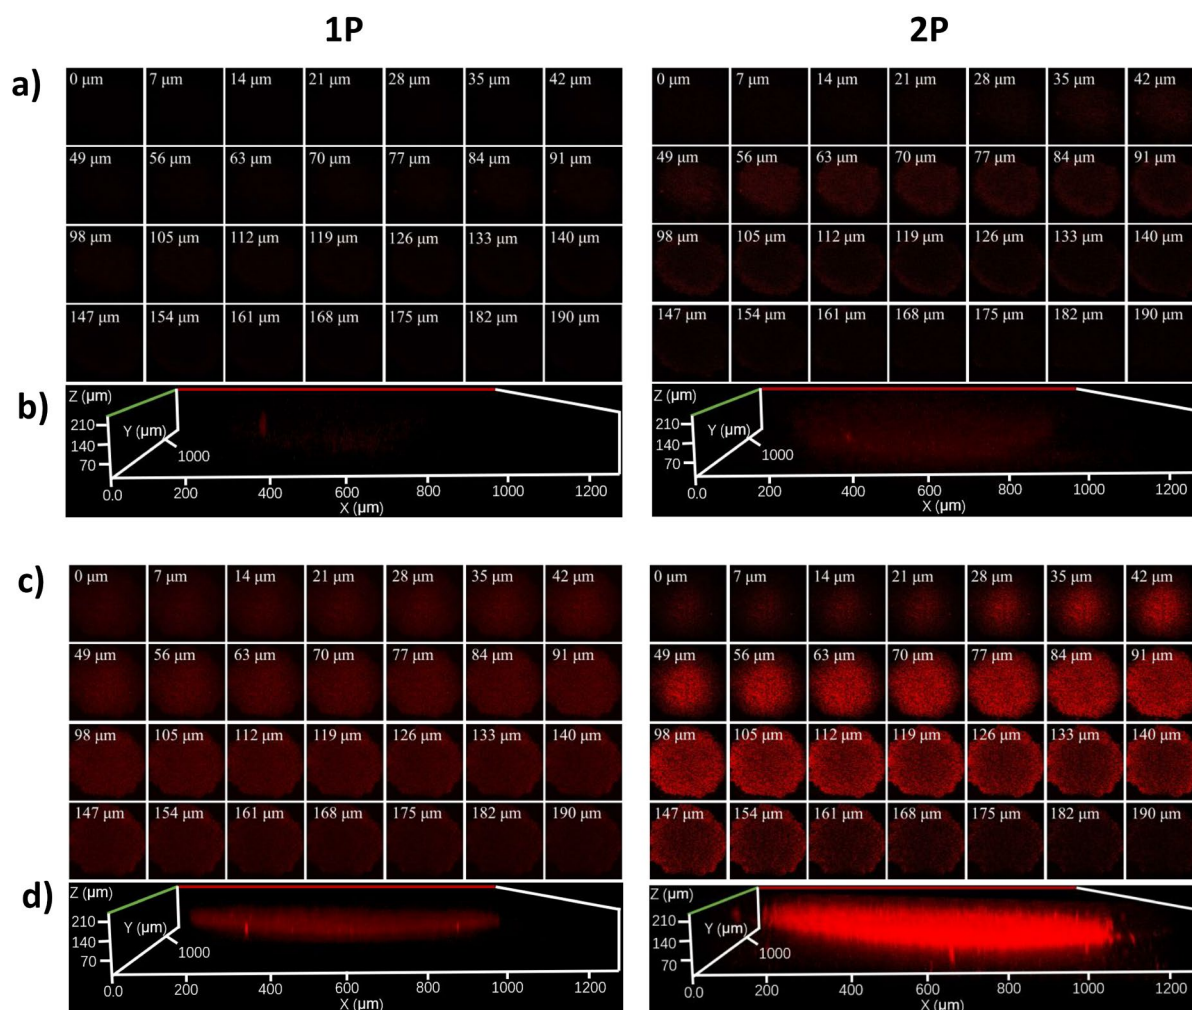 1P 2P
a)
0 µm 7 µm 14 µm 21 µm 28 µm 35 µm 42 µm 0 µm 7 µm 14 µm 21 µm 28 µm 35 µm 42 µm
49 µm 56 µm 63 µm 70 µm 77 µm 84 µm 91 µm 49 µm 56 µm 63 µm 70 µm 77 µm 84 µm 91 µm
98 µm 105 µm 112 µm 119 µm 126 µm 133 µm 140 µm 98 µm 105 µm 112 µm 119 µm 126 µm 133 µm 140 µm
147 µm 154 µm 161 µm 168 µm 175 µm 182 µm 190 µm 147 µm 154 µm 161 µm 168 µm 175 µm 182 µm 190 µm
b)
Z (µm) Z (µm)
210 210
Y (µm) Y (µm)
140 1000 140 1000
70 70
0.0 200 400 600 800 1000 1200 0.0 200 400 600 800 1000 1200
X (µm) X (µm)
c)
0 µm 7 µm 14 µm 21 µm 28 µm 35 µm 42 µm 0 µm 7 µm 14 µm 21 µm 28 µm 35 µm 42 µm
49 µm 56 µm 63 µm 70 µm 77 µm 84 µm 91 µm 49 µm 56 µm 63 µm 70 µm 77 µm 84 µm 91 µm
98 µm 105 µm 112 µm 119 µm 126 µm 133 µm 140 µm 98 µm 105 µm 112 µm 119 µm 126 µm 133 µm 140 µm
147 µm 154 µm 161 µm 168 µm 175 µm 182 µm 190 µm 147 µm 154 µm 161 µm 168 µm 175 µm 182 µm 190 µm
d)
Z (µm) Z (µm)
210 210
Y (µm) Y (µm)
140 1000 140 1000
70 70
0.0 200 400 600 800 1000 1200 0.0 200 400 600 800 1000 1200
X (µm) X (µm)